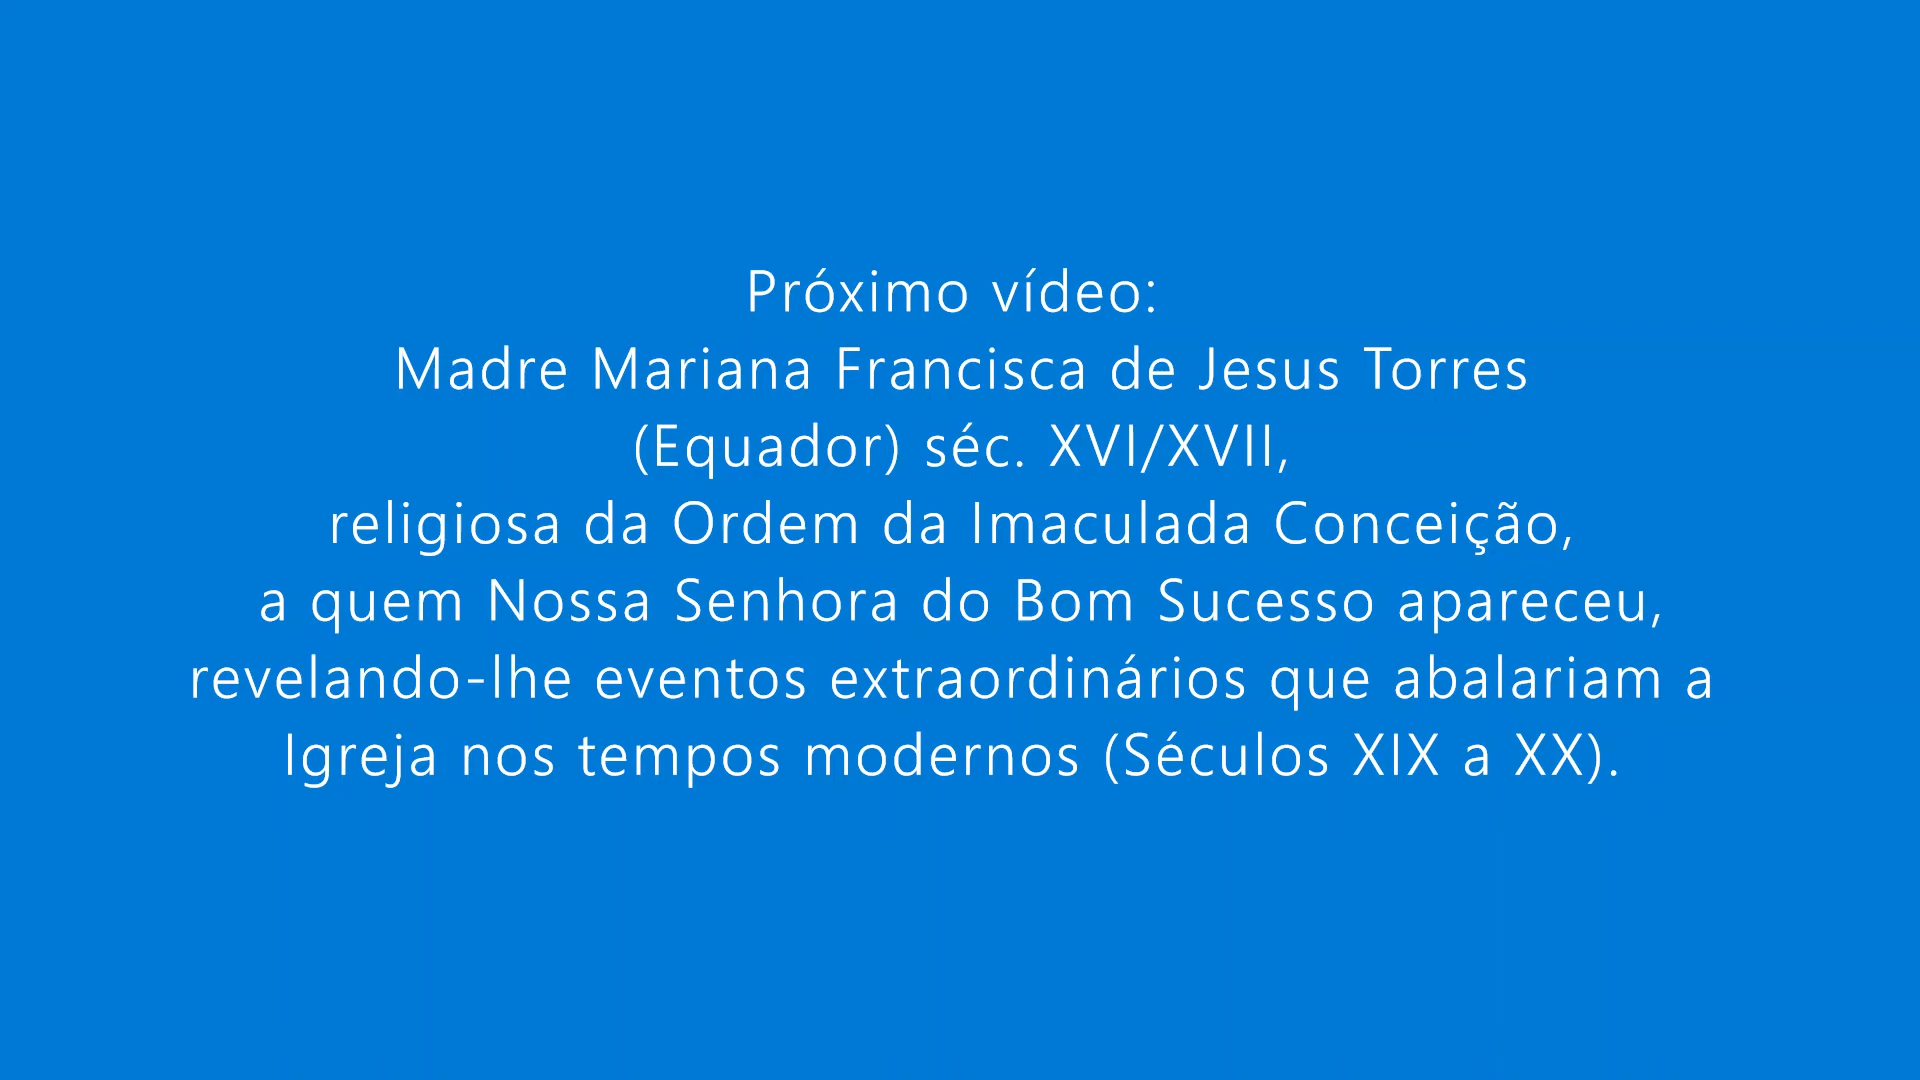 Próximo vídeo:
Madre Mariana Francisca de Jesus Torres
(Equador) séc. XVI/XVII,
religiosa da Ordem da Imaculada Conceição,
a quem Nossa Senhora do Bom Sucesso apareceu,
revelando-lhe eventos extraordinários que abalariam a
Igreja nos tempos modernos (Séculos XIX a XX).